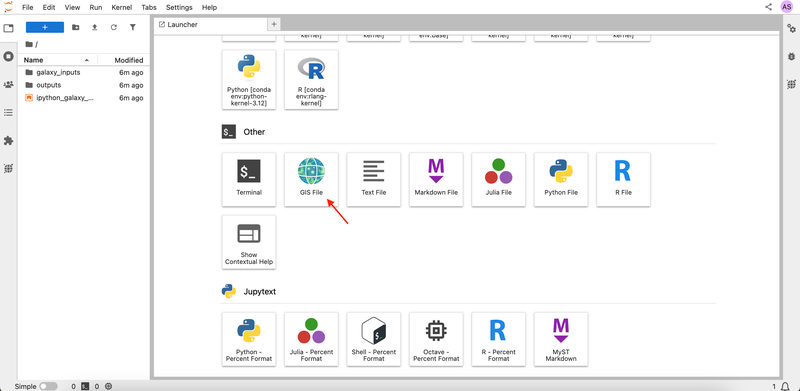 File Edit View Run Kernel Tabs Settings Help
AS
+
Launcher
+
/
Name Modified
galaxy_inputs 6m ago
outputs 6m ago
ipython_galaxy_... 6m ago
kernel] kernel] env:base] kernel] kernel] kernel]
Python [conda
env:python-
kernel-3.12]
R [conda
env:rlang-
kernel]
$_ Other
$_
Terminal
GIS File
Text File
Markdown File
Julia File
Python File
R File
Show
Contextual Help
Jupytext
Python -
Percent Format
Julia - Percent
Format
Shell - Percent
Format
Octave -
Percent Format
R - Percent
Format
MyST
Markdown
Simple 0 $_ 0
1